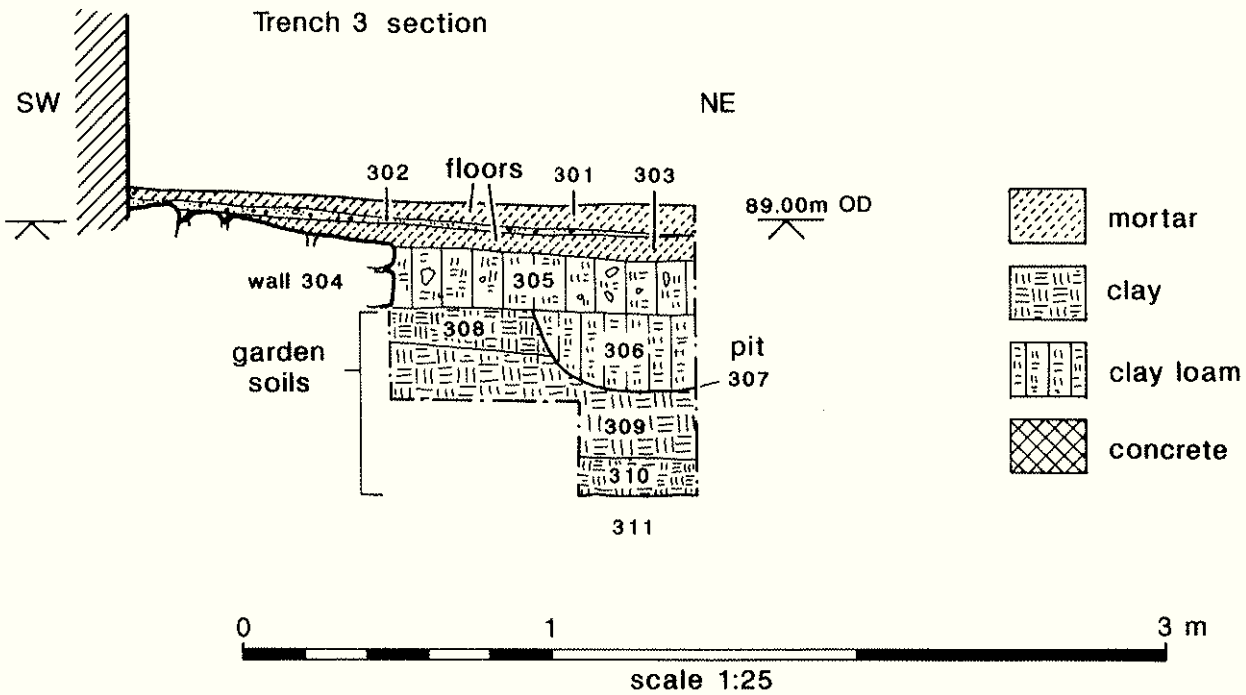 Trench 3 section
SW
NE
302
floors
301
303
89.00m OD
wall 304
305
308
306
pit
307
garden
soils
309
310
311
mortar
clay
clay loam
concrete
0
1
3 m
scale 1:25